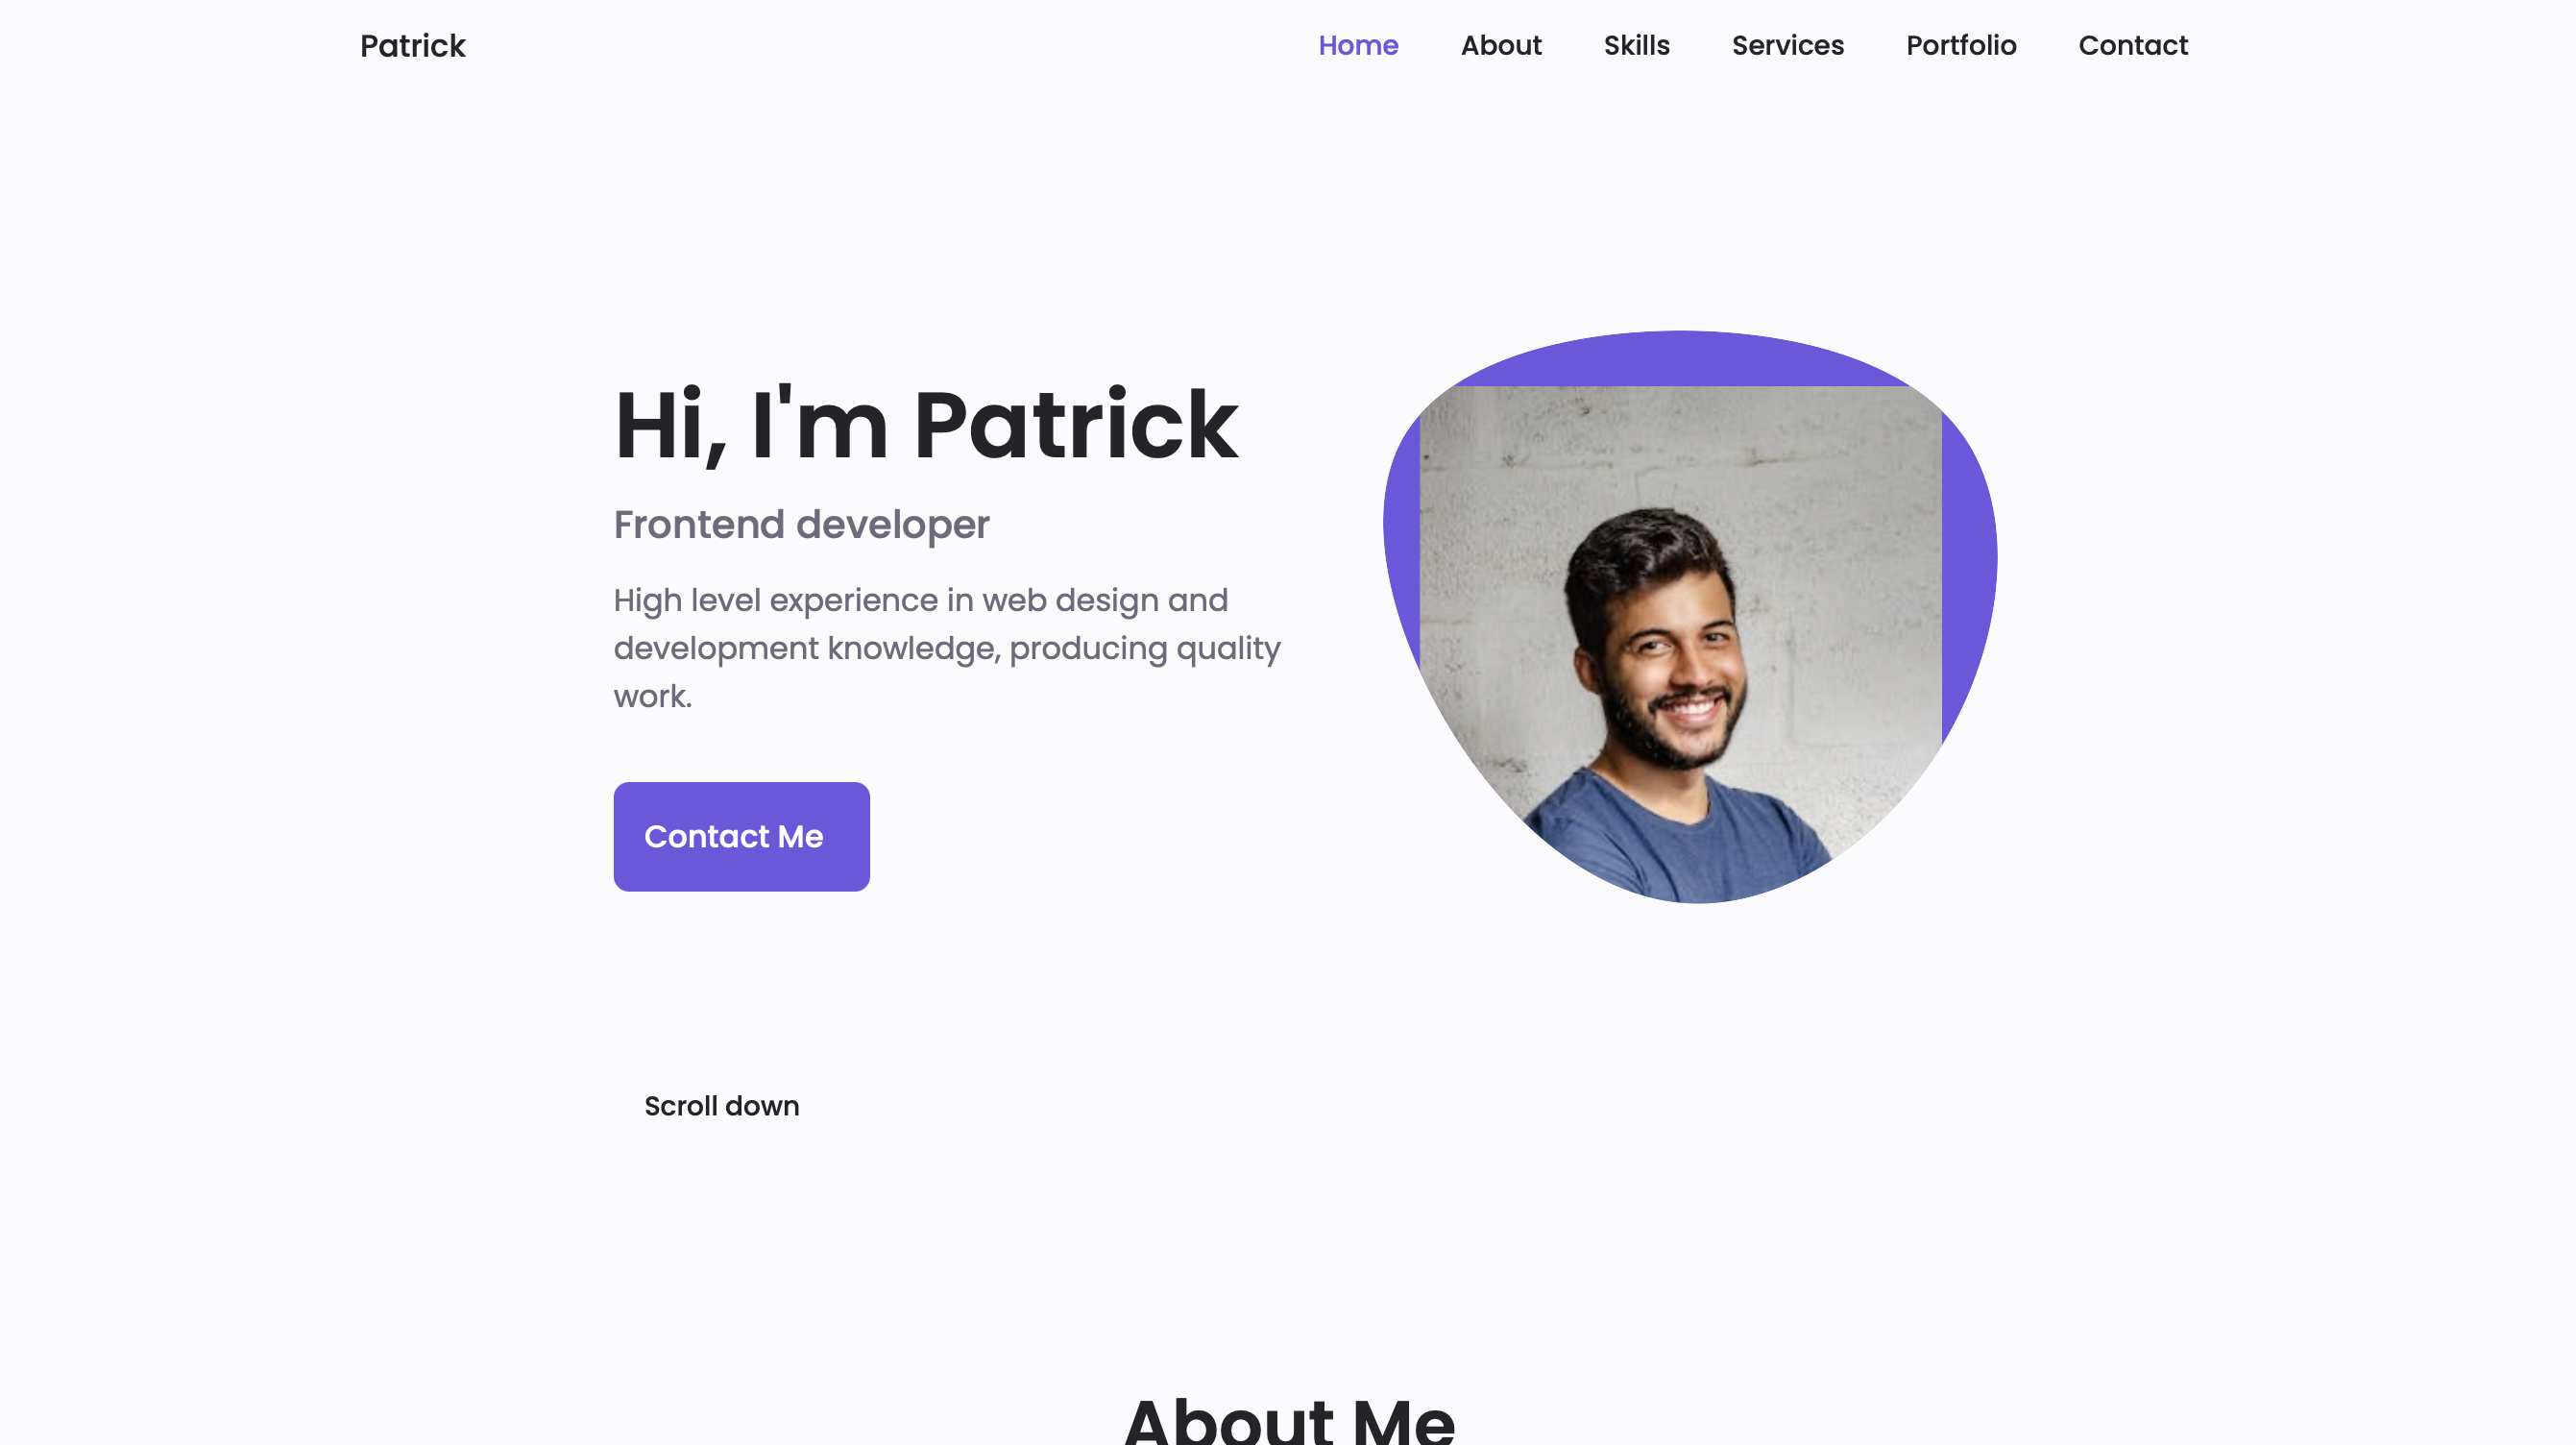 Patrick
Home About Skills Services Portfolio Contact
Hi, I'm Patrick
Frontend developer
High level experience in web design and
development knowledge, producing quality
work.
Contact Me
Scroll down
About Me